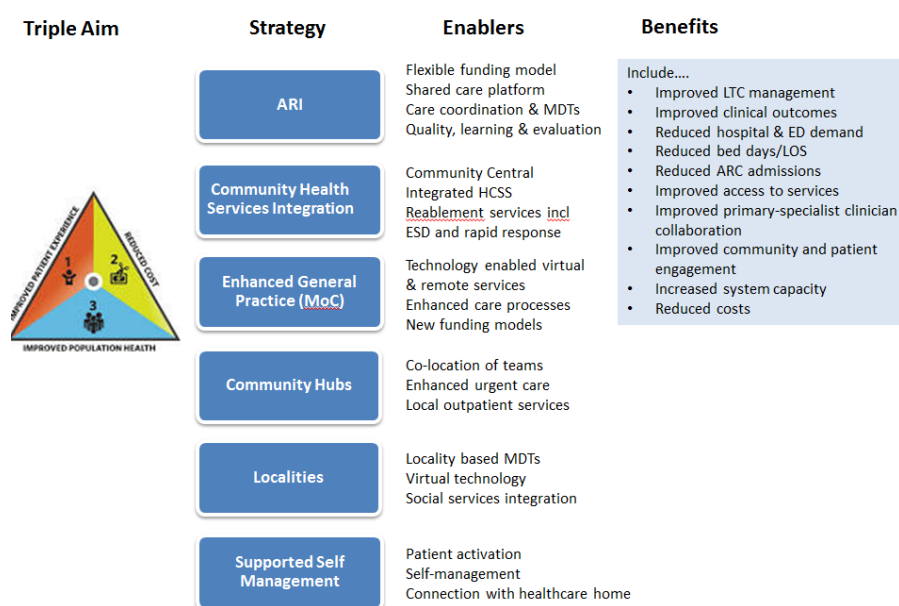 Triple Aim
Strategy
Enablers
Benefits
IMPROVED PATIENT EXPERIENCE
REDUCED COST
1
2
3
IMPROVED POPULATION HEALTH
ARI
Flexible funding model
Shared care platform
Care coordination & MDTs
Quality, learning & evaluation
Community Health
Services Integration
Community Central
Integrated HCSS
Reablement services incl
ESD and rapid response
Enhanced General
Practice (MoC)
Technology enabled virtual
& remote services
Enhanced care processes
New funding models
Community Hubs
Co-location of teams
Enhanced urgent care
Local outpatient services
Localities
Locality based MDTs
Virtual technology
Social services integration
Supported Self
Management
Patient activation
Self-management
Connection with healthcare home
Include....
• Improved LTC management
• Improved clinical outcomes
• Reduced hospital & ED demand
• Reduced bed days/LOS
• Reduced ARC admissions
• Improved access to services
• Improved primary-specialist clinician
collaboration
• Improved community and patient
engagement
• Increased system capacity
• Reduced costs